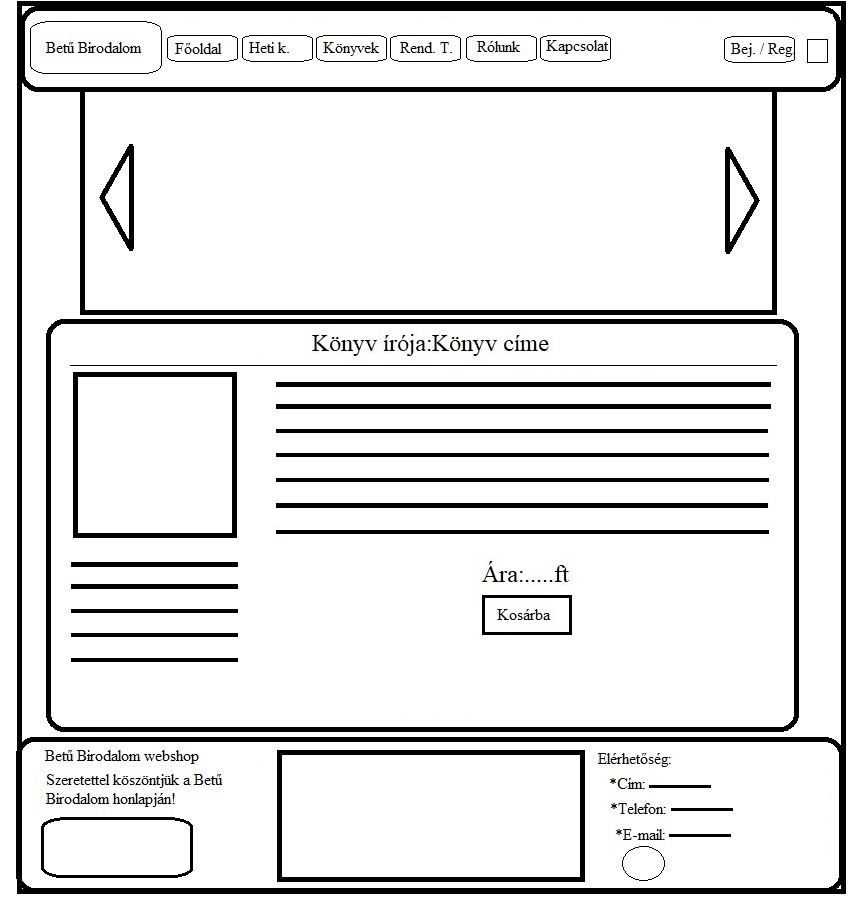 Betű Birodalom
Főoldal
Heti k.
Könyvek
Rend. T.
Rólunk
Kapcsolat
Bej. / Reg.
Könyv írója:Könyv címe
Ára:.....ft
Kosárba
Betű Birodalom webshop
Szeretettel köszöntjük a Betű
Birodalom honlapján!
Elérhetőség:
*Cím:
*Telefon:
*E-mail: